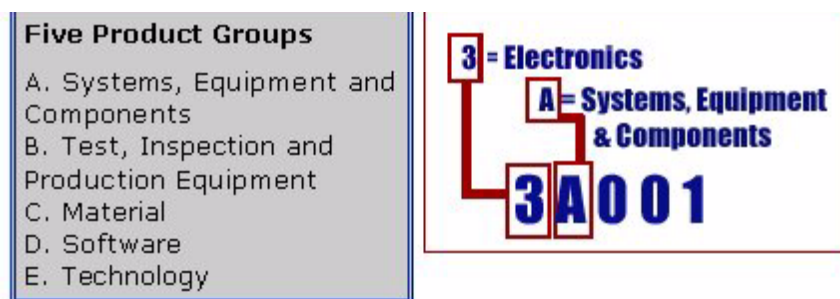 Five Product Groups
A. Systems, Equipment and
Components
B. Test, Inspection and
Production Equipment
C. Material
D. Software
E. Technology
3 = Electronics
A = Systems, Equipment
& Components
3A001